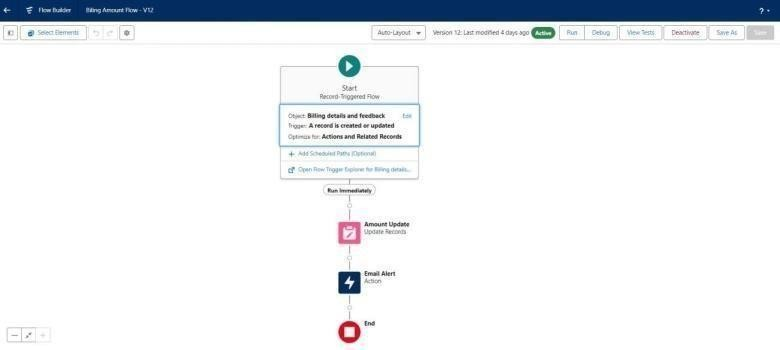 Flow Builder
Billing Amount Flow - V12
?
Select Elements
Auto-Layout
Version 12: Last modified 4 days ago
Active
Run
Debug
View Tests
Deactivate
Save As
Save
Start
Record-Triggered Flow
Object: Billing details and feedback
Edit
Trigger: A record is created or updated
Optimize for: Actions and Related Records
+ Add Scheduled Paths (Optional)
Open Flow Trigger Explorer for Billing details...
Run Immediately
Amount Update
Update Records
Email Alert
Action
End